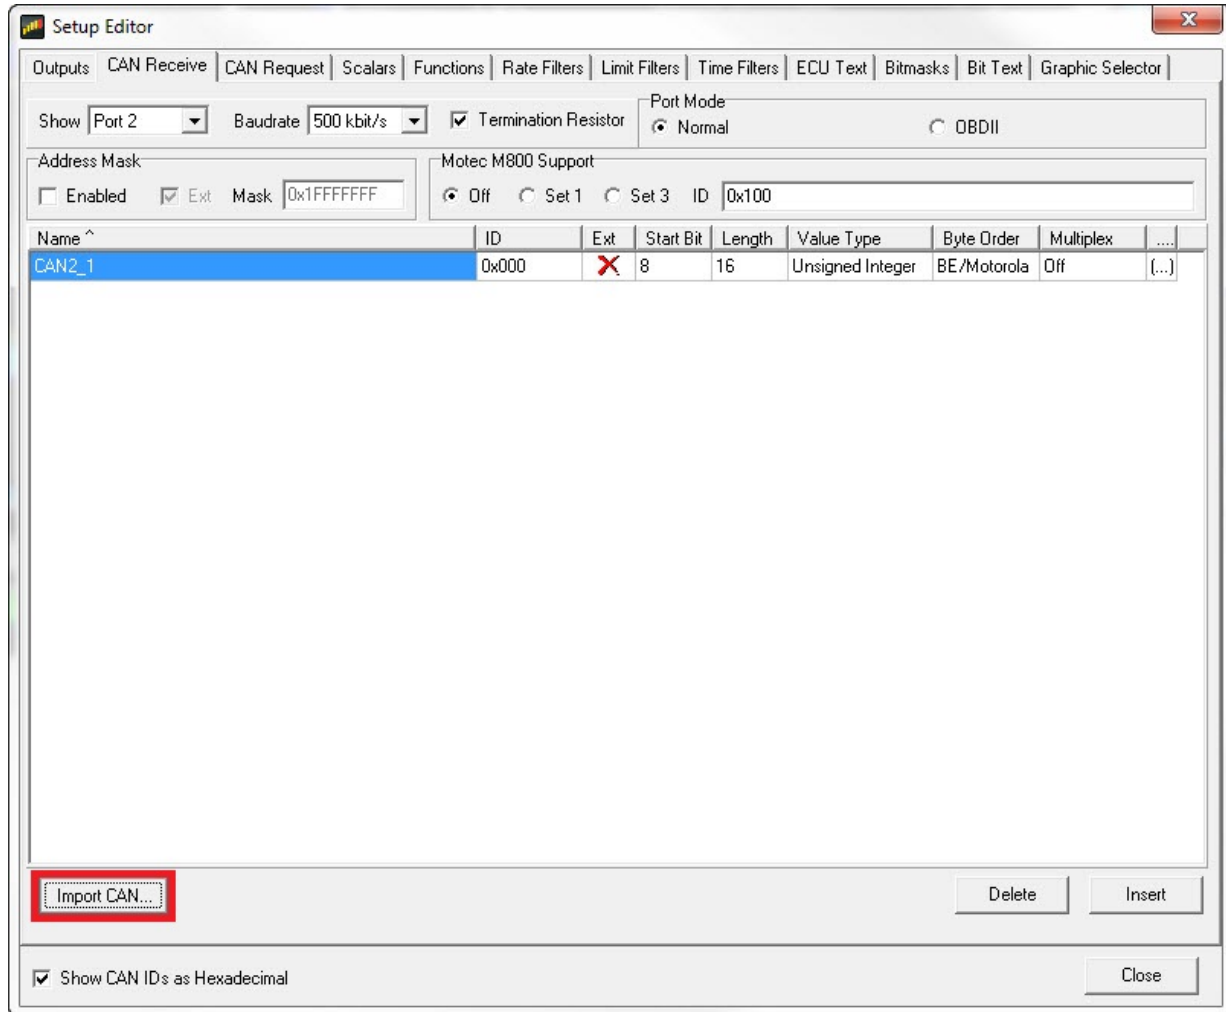 Setup Editor
Outputs CAN Receive CAN Request Scalars Functions Rate Filters Limit Filters Time Filters ECU Text Bitmasks Bit Text Graphic Selector
Show Port 2 Baudrate 500 kbit/s Termination Resistor
Port Mode
Normal OBDII
Address Mask
Enabled Ext Mask 0x1FFFFFFF
Motec M800 Support
Off Set 1 Set 3 ID 0x100
Name ^ ID Ext Start Bit Length Value Type Byte Order Multiplex ....
CAN2_1 0x000 8 16 Unsigned Integer BE/Motorola Off (...)
Import CAN... Delete Insert
Show CAN IDs as Hexadecimal Close